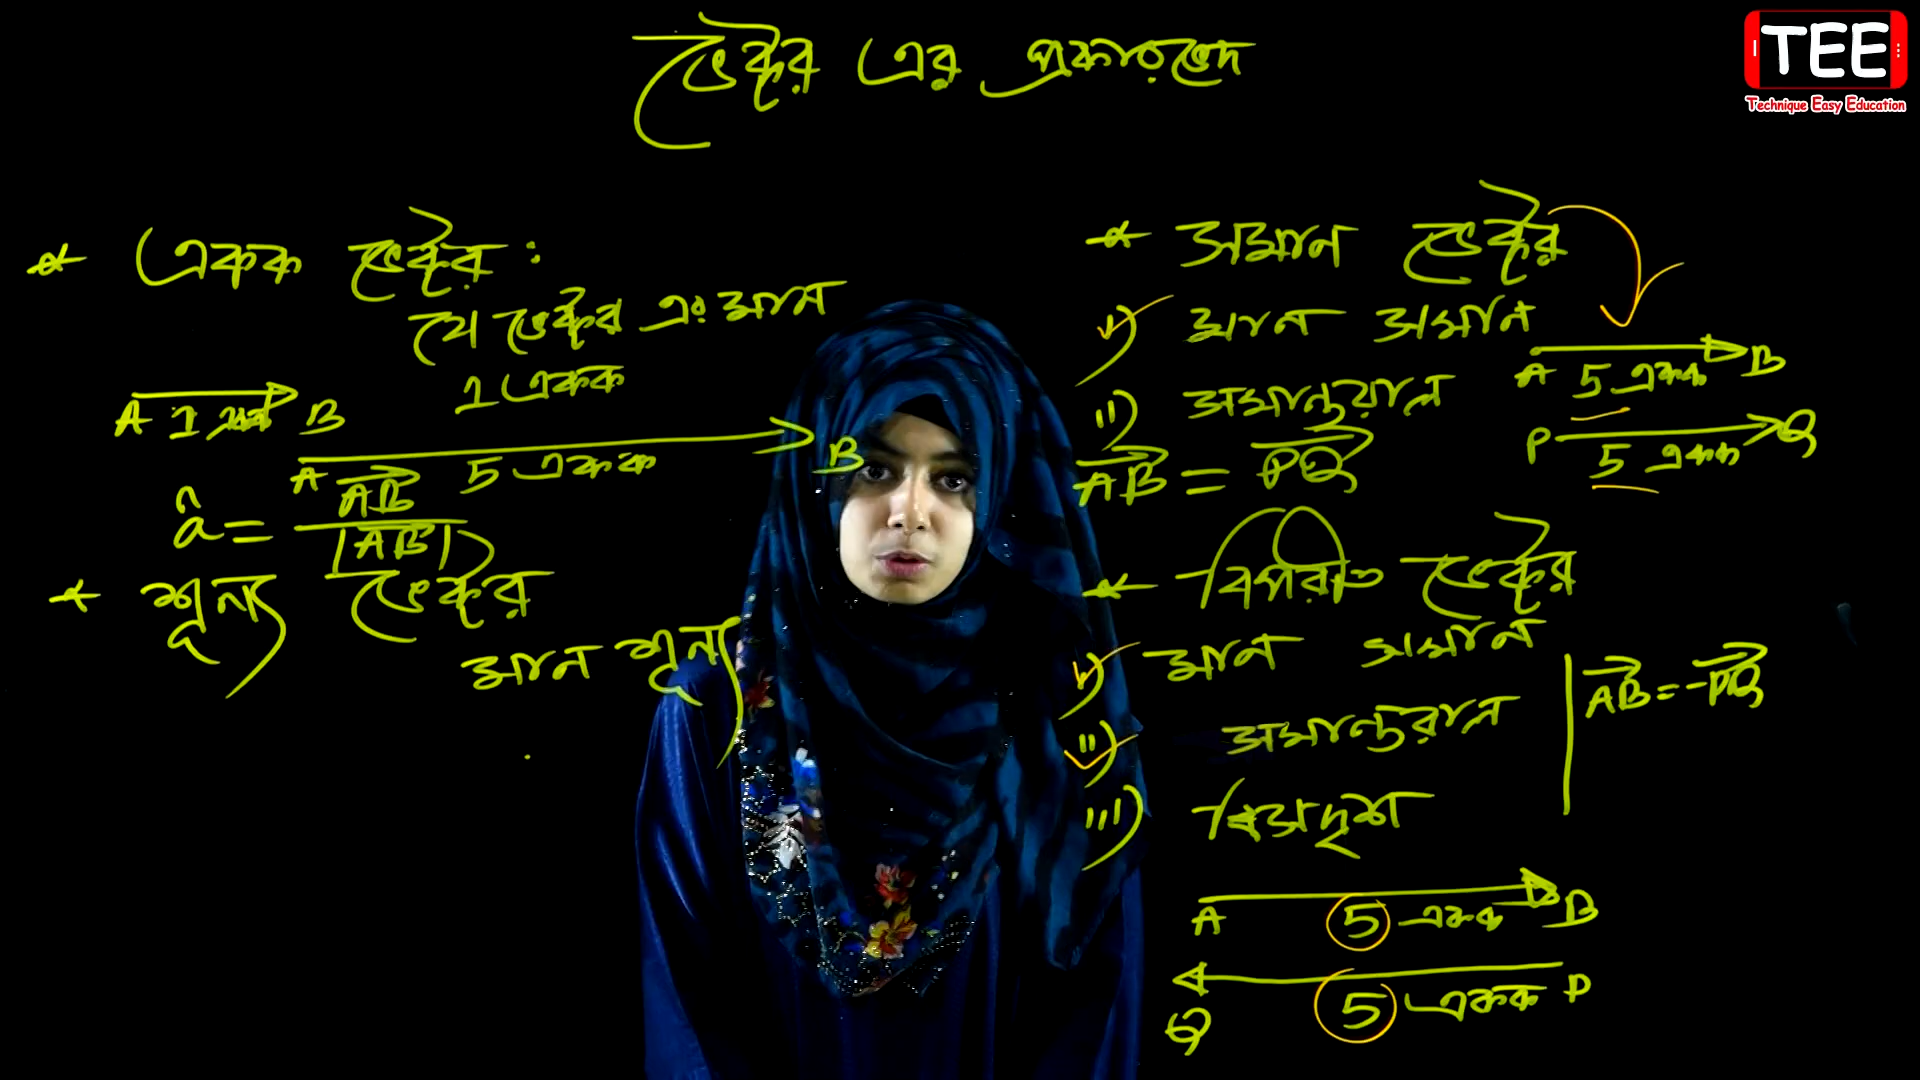 ভেক্টর এর প্রকারভেদ
TEE
Technique Easy Education
* একক ভেক্টর :
যে ভেক্টর এর মান
1 একক
A 1 একক B
A 5 একক B
â = AB / |AB|
* শূন্য ভেক্টর
মান শূন্য
* সমান ভেক্টর
i) মান সমান
ii) সমান্তরাল
A 5 একক B
P 5 একক Q
AB = PQ
* বিপরীত ভেক্টর
i) মান সমান
ii) সমান্তরাল
iii) বিসদৃশ
AB = -PQ
A 5 একক B
Q 5 একক P